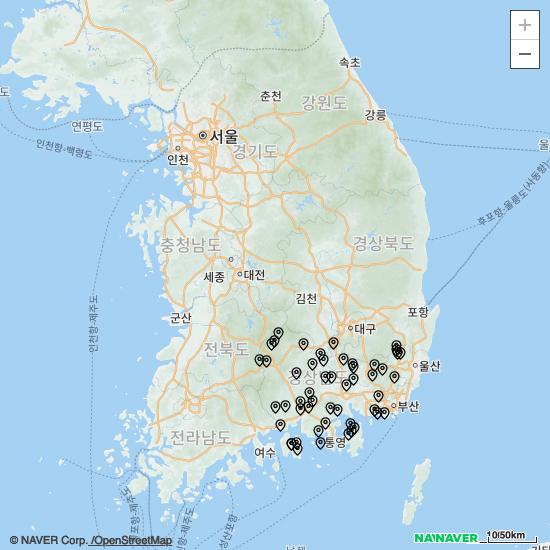 +
−
속초
춘천
강원도
연평도
강릉
서울
인천
경기도
인천항-백령도
후포항-울릉도(사동항)
충청남도
경상북도
세종
대전
김천
포항
군산
인천항-제주도
대구
전북도
울산
경상남도
부산
전라남도
여수
통영
© NAVER Corp. /OpenStreetMap
NAVER
10/50km